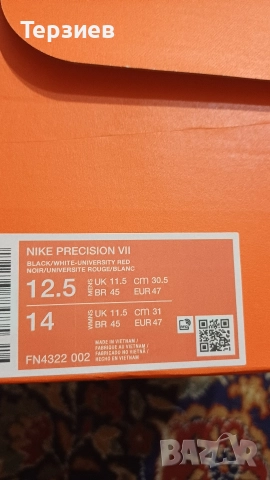 Терзиев
NIKE PRECISION VII
BLACK/WHITE-UNIVERSITY RED
NOIR/UNIVERSITE ROUGE/BLANC
12.5 MENS UK 11.5 cm 30.5
BR 45 EUR 47
14 WMNS UK 11.5 cm 31
BR 45 EUR 47
FN4322 002
MADE IN VIETNAM /
FABRIQUE AU VIETNAM /
HECHO EN VIETNAM
BAZAR